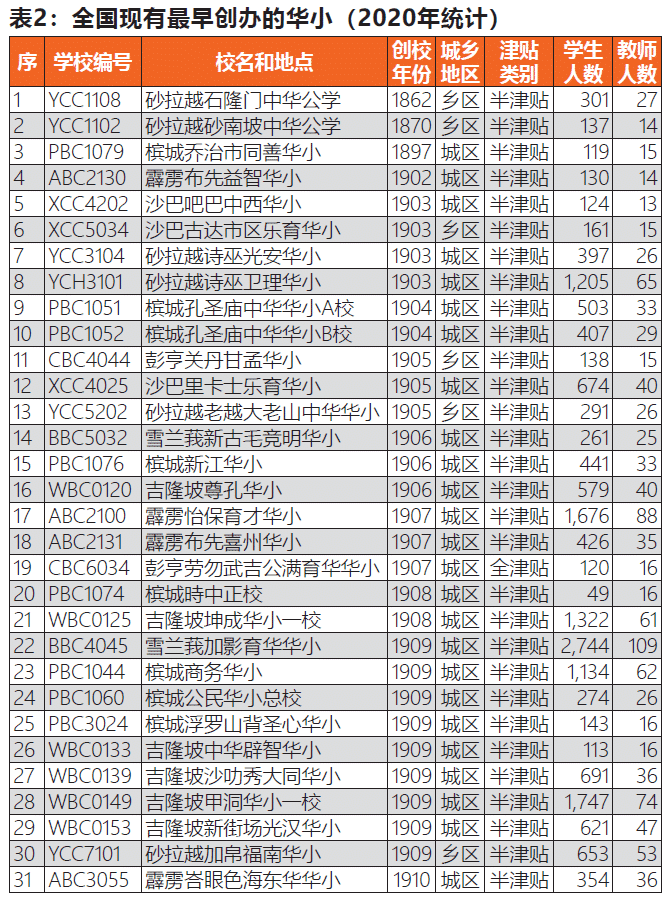 表2：全国现有最早创办的华小（2020年统计）
序 学校编号 校名和地点 创校年份 城乡地区 津贴类别 学生人数 教师人数
1 YCC1108 砂拉越石隆门中华公学 1862 乡区 半津贴 301 27
2 YCC1102 砂拉越砂南坡中华公学 1870 乡区 半津贴 137 14
3 PBC1079 槟城乔治市同善华小 1897 城区 半津贴 119 15
4 ABC2130 霹雳布先益智华小 1902 城区 半津贴 130 14
5 XCC4202 沙巴吧巴中西华小 1903 城区 半津贴 124 13
6 XCC5034 沙巴古达市区乐育华小 1903 乡区 半津贴 161 15
7 YCC3104 砂拉越诗巫光安华小 1903 城区 半津贴 397 26
8 YCH3101 砂拉越诗巫卫理华小 1903 城区 半津贴 1,205 65
9 PBC1051 槟城孔圣庙中华华小A校 1904 城区 半津贴 503 33
10 PBC1052 槟城孔圣庙中华华小B校 1904 城区 半津贴 407 29
11 CBC4044 彭亨关丹甘孟华小 1905 乡区 半津贴 138 15
12 XCC4025 沙巴里卡士乐育华小 1905 城区 半津贴 674 40
13 YCC5202 砂拉越老越大老山中华华小 1905 乡区 半津贴 291 26
14 BBC5032 雪兰莪新古毛竞明华小 1906 城区 半津贴 261 25
15 PBC1076 槟城新江华小 1906 城区 半津贴 441 33
16 WBC0120 吉隆坡尊孔华小 1906 城区 半津贴 579 40
17 ABC2100 霹雳怡保育才华小 1907 城区 半津贴 1,676 88
18 ABC2131 霹雳布先喜州华小 1907 城区 半津贴 426 35
19 CBC6034 彭亨劳勿武吉公满育华华小 1907 城区 全津贴 120 16
20 PBC1074 槟城時中正校 1908 城区 半津贴 49 16
21 WBC0125 吉隆坡坤成华小一校 1908 城区 半津贴 1,322 61
22 BBC4045 雪兰莪加影育华华小 1909 城区 半津贴 2,744 109
23 PBC1044 槟城商务华小 1909 城区 半津贴 1,134 62
24 PBC1060 槟城公民华小总校 1909 城区 半津贴 274 26
25 PBC3024 槟城浮罗山背圣心华小 1909 城区 半津贴 143 16
26 WBC0133 吉隆坡中华辟智华小 1909 城区 半津贴 113 16
27 WBC0139 吉隆坡沙叻秀大同华小 1909 城区 半津贴 691 36
28 WBC0149 吉隆坡甲洞华小一校 1909 城区 半津贴 1,747 74
29 WBC0153 吉隆坡新街场光汉华小 1909 城区 半津贴 621 47
30 YCC7101 砂拉越加帛福南华小 1909 乡区 半津贴 653 53
31 ABC3055 霹雳峇眼色海东华华小 1910 城区 半津贴 354 36